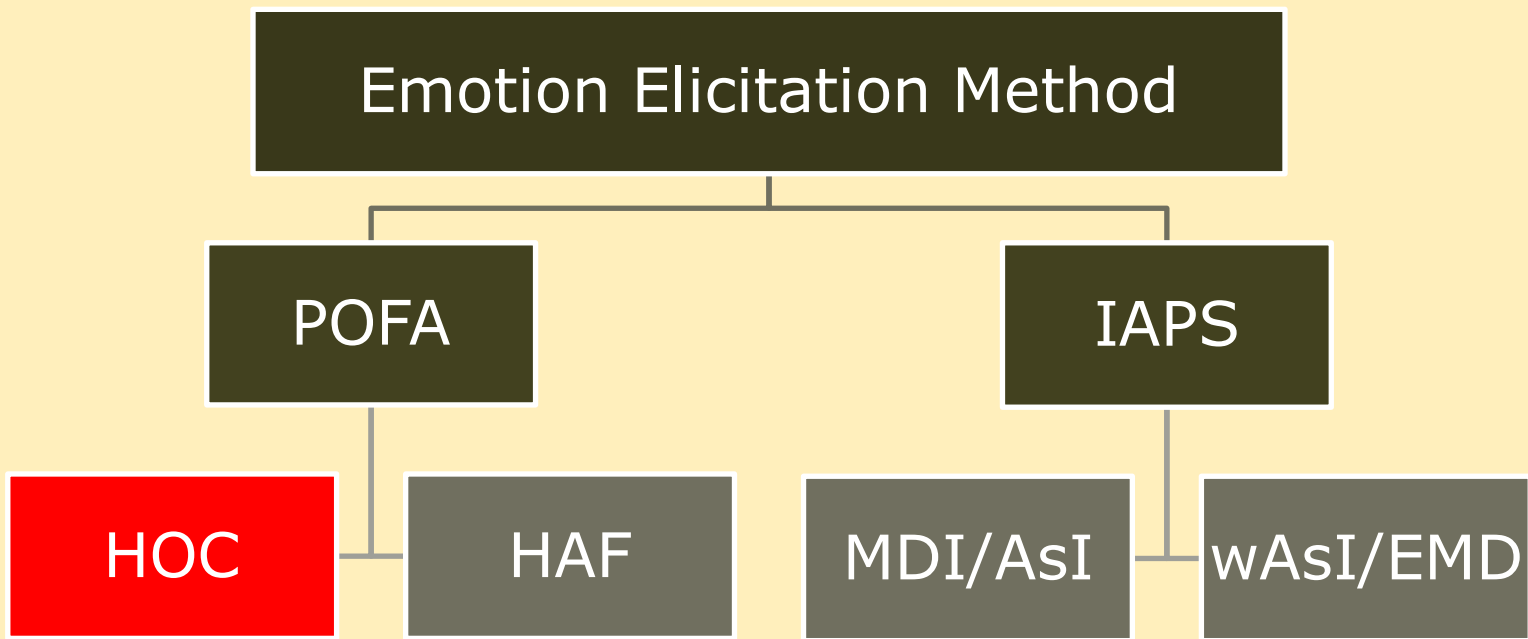 Emotion Elicitation Method
POFA
IAPS
HOC
HAF
MDI/AsI
wAsI/EMD